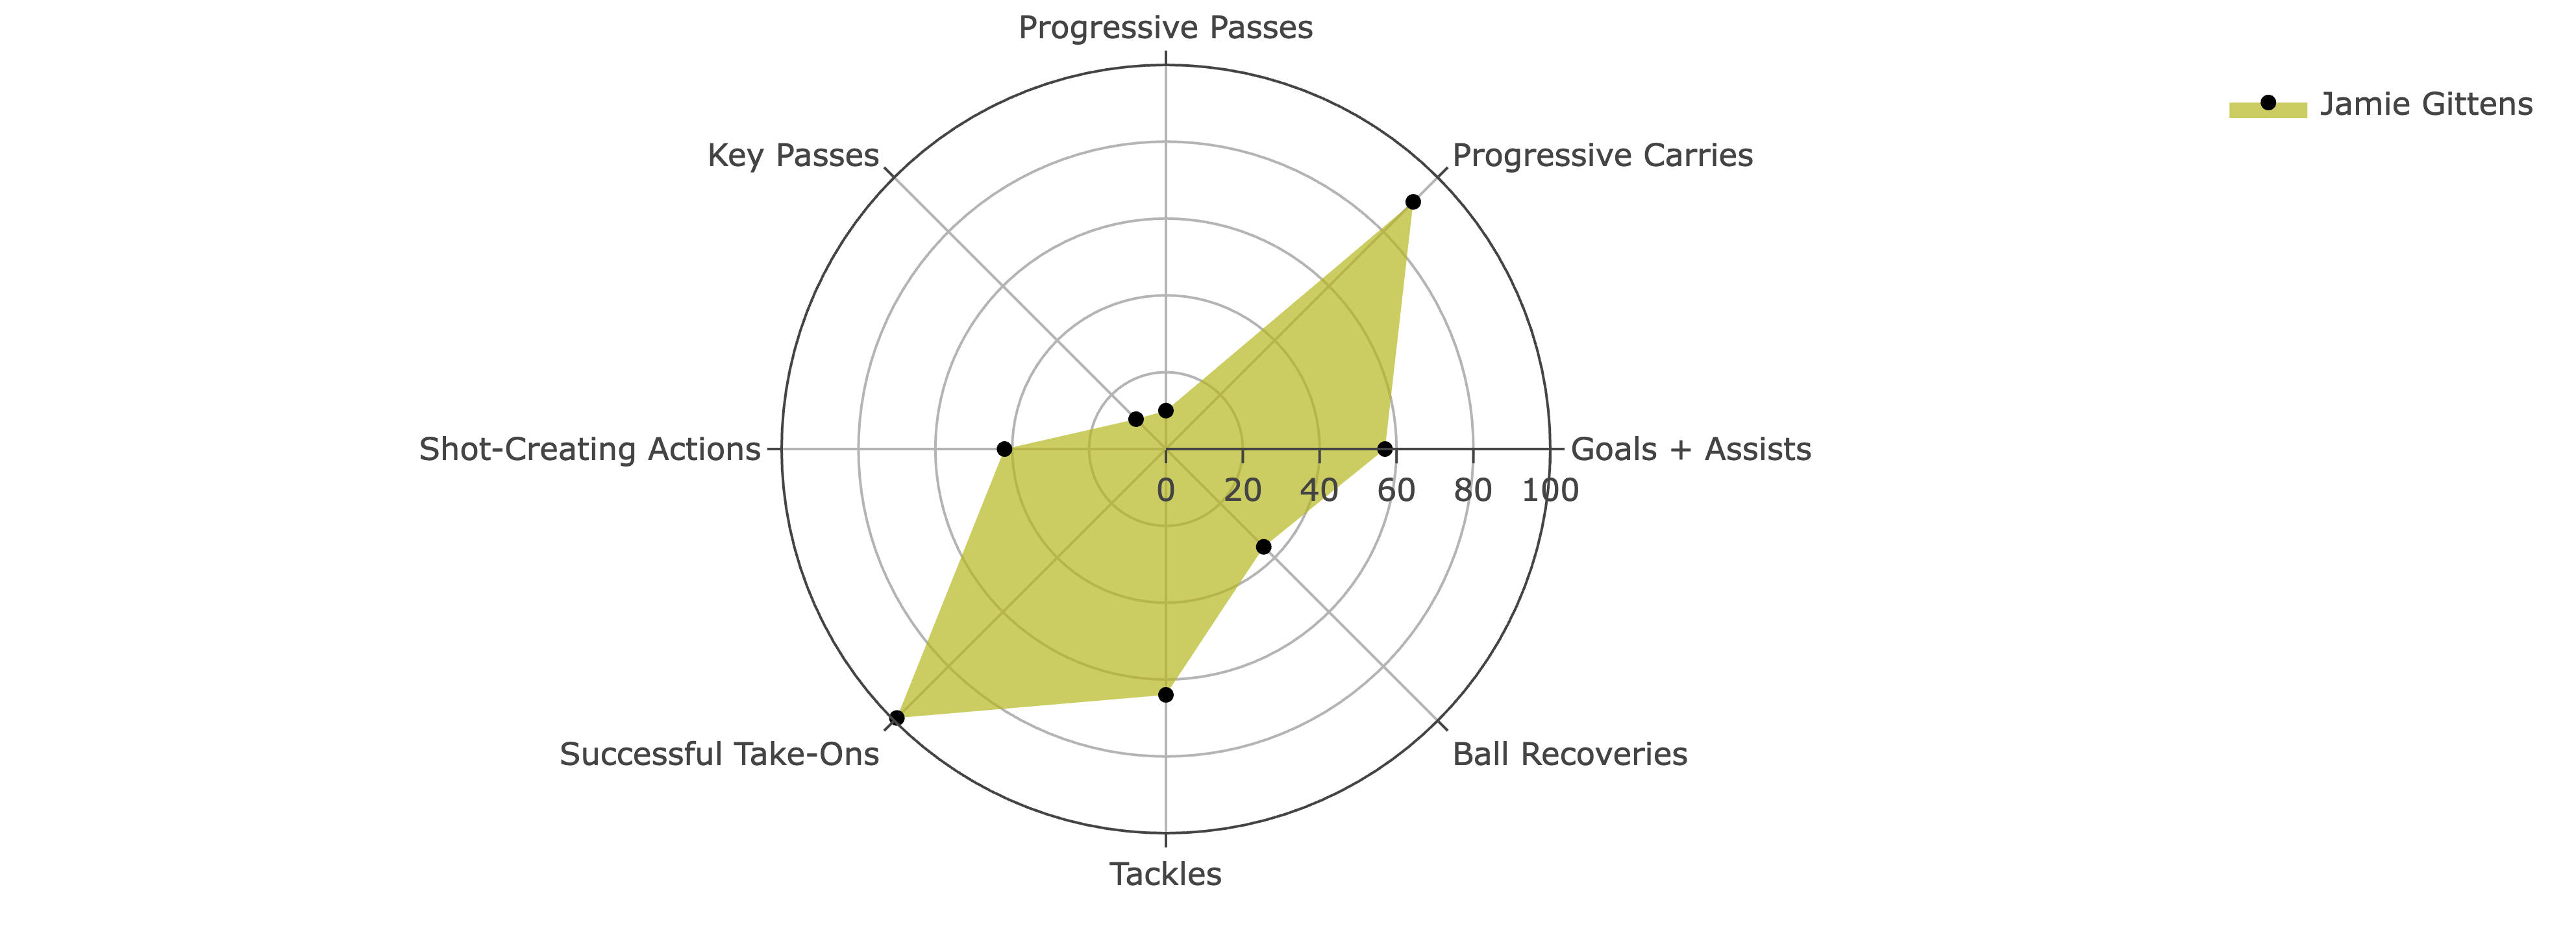 Progressive Passes
Jamie Gittens
Key Passes
Progressive Carries
Shot-Creating Actions
Goals + Assists
0 20 40 60 80 100
Successful Take-Ons
Ball Recoveries
Tackles